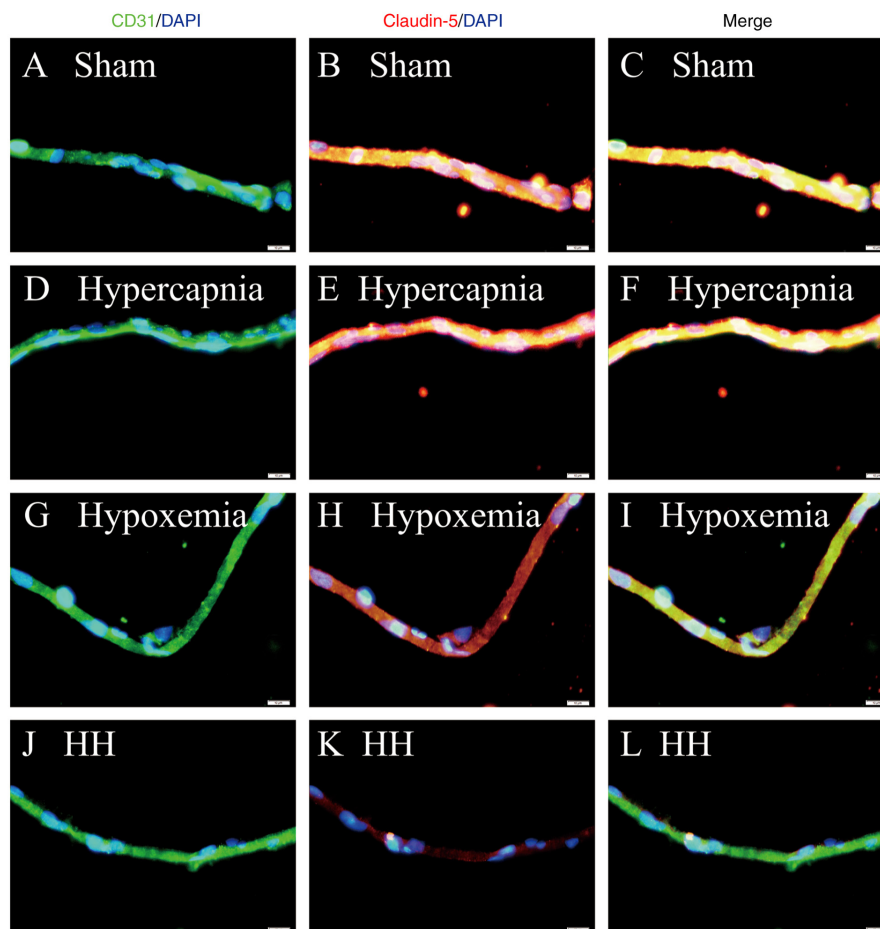 CD31/DAPI Claudin-5/DAPI Merge
A Sham B Sham C Sham
D Hypercapnia E Hypercapnia F Hypercapnia
G Hypoxemia H Hypoxemia I Hypoxemia
J HH K HH L HH